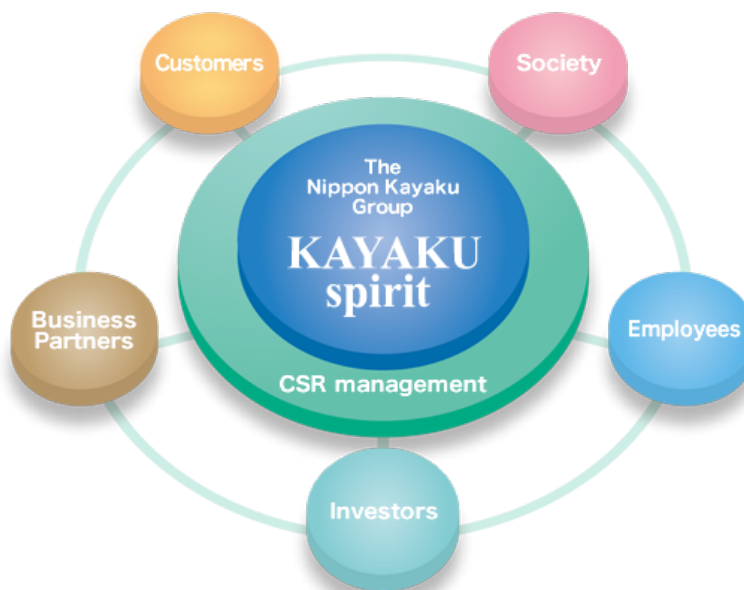 Customers
Society
The
Nippon Kayaku
Group
KAYAKU
spirit
Business
Partners
Employees
CSR management
Investors